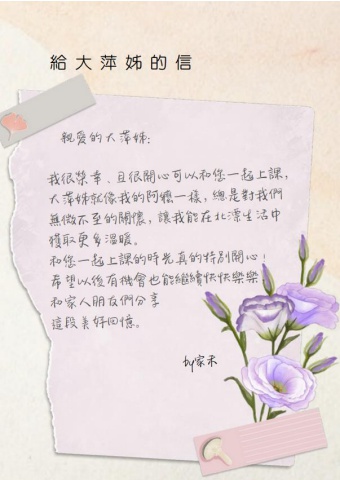 給大萍姊的信
親愛的大萍姊：
我很榮幸、且很開心可以和您一起上課，
大萍姊就像我的阿嬤一樣，總是對我們
無微不至的關懷，讓我能在北漂生活中
獲取更多溫暖。
和您一起上課的時光真的特別開心！
希望以後有機會也能繼續快快樂樂
和家人朋友們分享
這段美好回憶。
by家禾